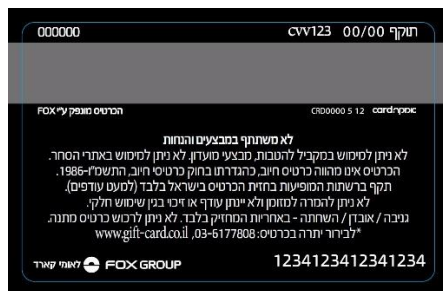 000000 CVV123 00/00 תוקף
הכרטיס מונפק ע״י FOX CRD0000 5 12
לא משתתף במבצעים והנחות
לא ניתן למימוש במקביל להטבות, מבצעי מועדון. לא ניתן למימוש באתרי הסחר.
הכרטיס אינו מהווה כרטיס חיוב, כהגדרתו בחוק כרטיסי חיוב, התשמ״ו-1986.
תקף ברשתות המופיעות בחזית הכרטיס בישראל בלבד (למעט עודפים).
לא ניתן להמרה למזומן ולא יינתן עודף או זיכוי בגין שימוש חלקי.
גניבה / אובדן / השחתה - באחריות המחזיק בלבד. לא ניתן לרכוש כרטיס מתנה.
*לבירור יתרה בכרטיס: 03-6177808, www.gift-card.co.il
לאומי קארד FOX GROUP 1234123412341234